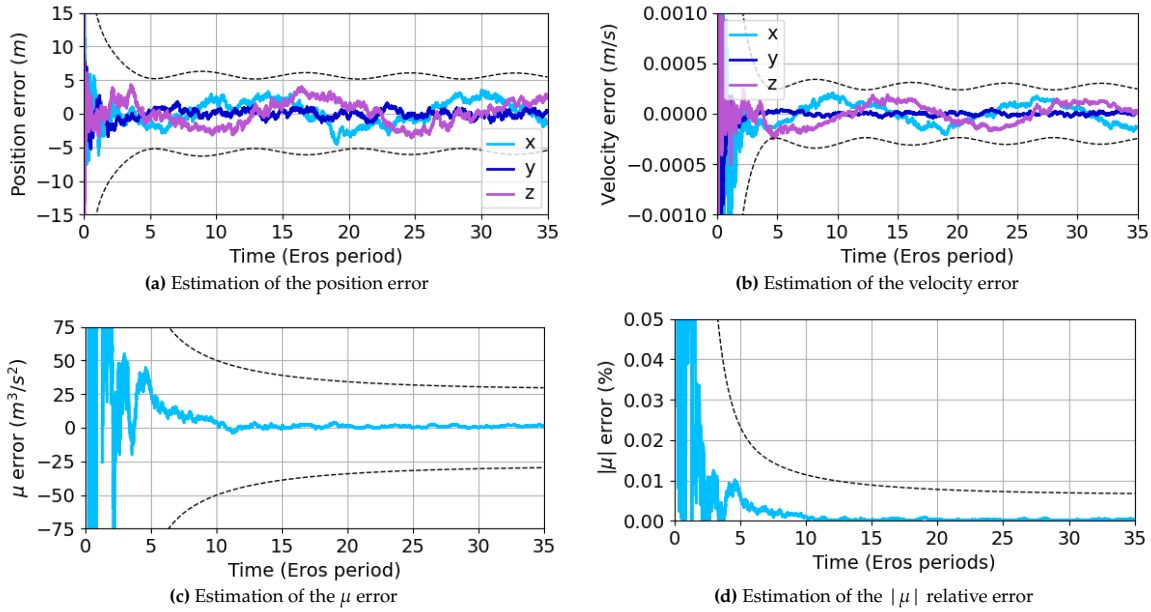 15
10
5
0
−5
−10
−15
Position error (m)
x
y
z
0 5 10 15 20 25 30 35
Time (Eros period)
(a) Estimation of the position error
0.0010
0.0005
0.0000
−0.0005
−0.0010
Velocity error (m/s)
x
y
z
0 5 10 15 20 25 30 35
Time (Eros period)
(b) Estimation of the velocity error
75
50
25
0
−25
−50
−75
μ error (m³/s²)
0 5 10 15 20 25 30 35
Time (Eros period)
(c) Estimation of the μ error
0.05
0.04
0.03
0.02
0.01
0.00
|μ| error (%)
0 5 10 15 20 25 30 35
Time (Eros periods)
(d) Estimation of the |μ| relative error